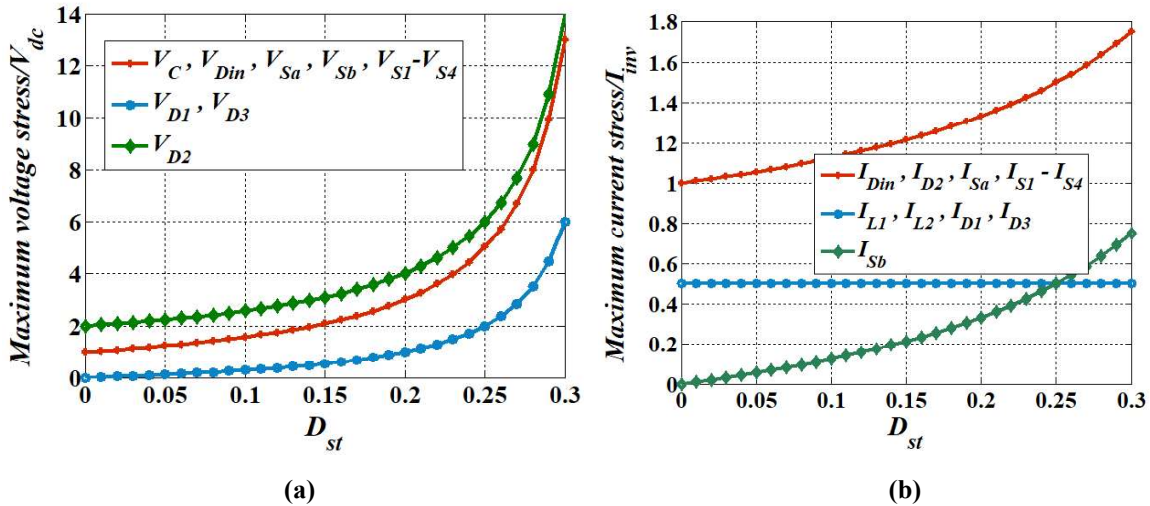 Maximum voltage stress/V_dc
14
12
10
8
6
4
2
0
V_C , V_Din , V_Sa , V_Sb , V_S1-V_S4
V_D1 , V_D3
V_D2
0 0.05 0.1 0.15 0.2 0.25 0.3
D_st
(a)
Maximum current stress/I_inv
1.8
1.6
1.4
1.2
1
0.8
0.6
0.4
0.2
0
I_Din , I_D2 , I_Sa , I_S1 - I_S4
I_L1 , I_L2 , I_D1 , I_D3
I_Sb
0 0.05 0.1 0.15 0.2 0.25 0.3
D_st
(b)